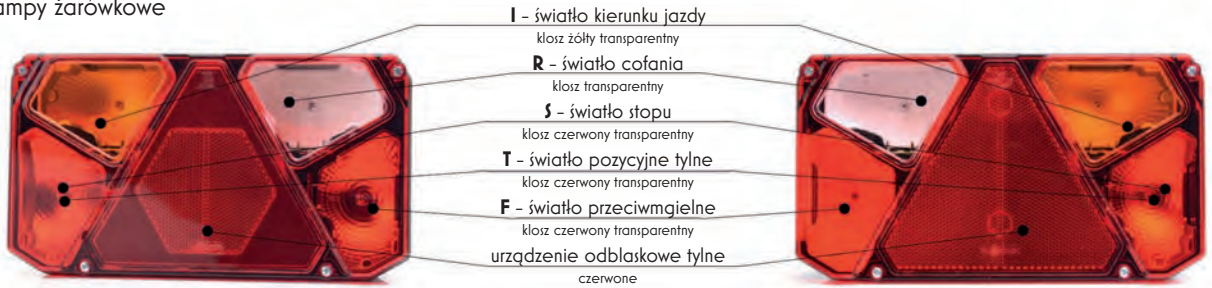 ampy żarówkowe
I – światło kierunku jazdy
klosz żółty transparentny
R – światło cofania
klosz transparentny
S – światło stopu
klosz czerwony transparentny
T – światło pozycyjne tylne
klosz czerwony transparentny
F – światło przeciwmgielne
klosz czerwony transparentny
urządzenie odblaskowe tylne
czerwone